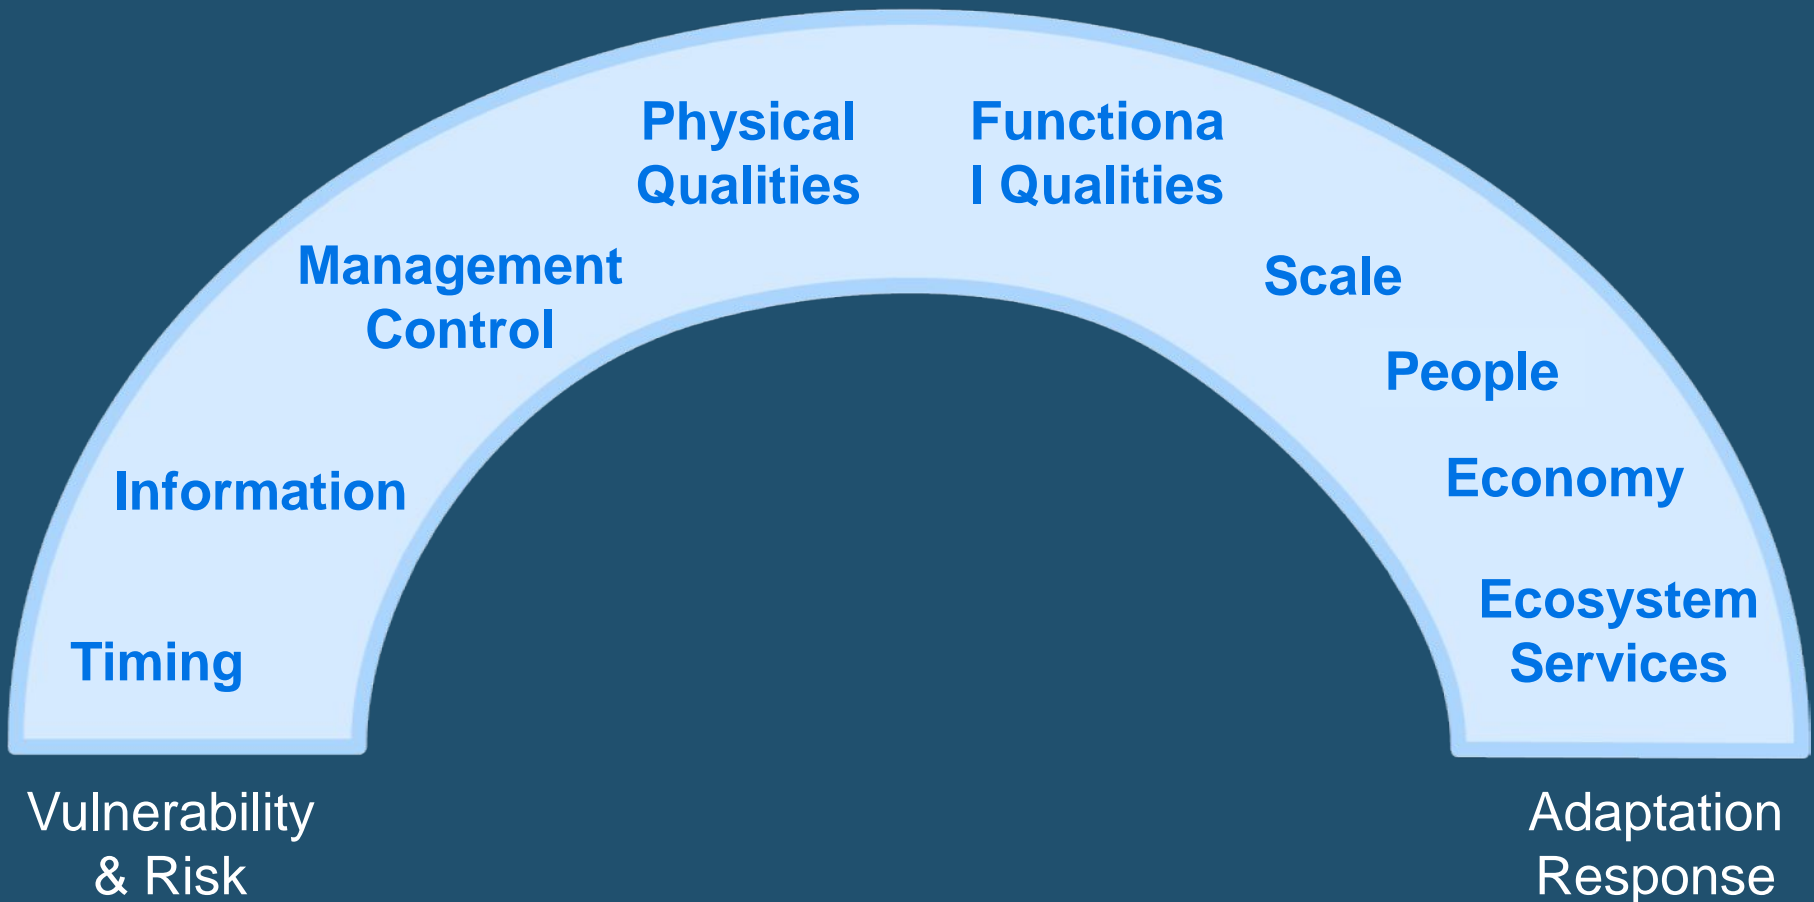 Physical
Qualities
Functiona
l Qualities
Management
Control
Scale
People
Information
Economy
Timing
Ecosystem
Services
Vulnerability
& Risk
Adaptation
Response